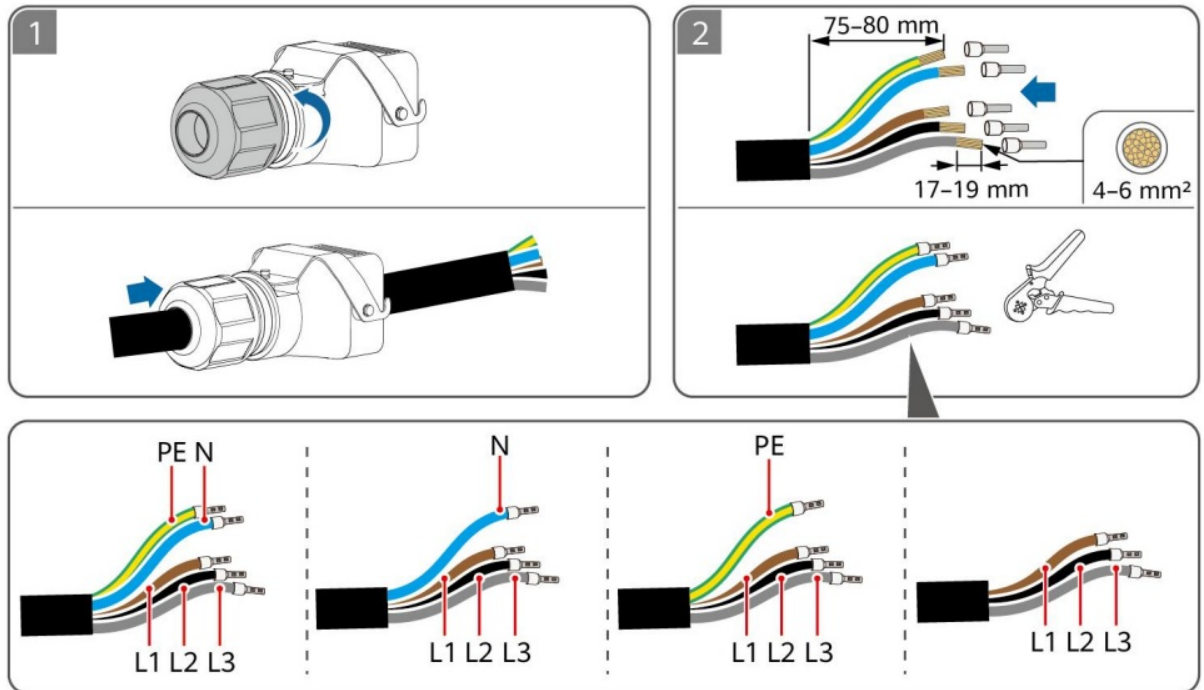 1
2
75–80 mm
17–19 mm
4–6 mm²
PE N
L1 L2 L3
N
L1 L2 L3
PE
L1 L2 L3
L1 L2 L3